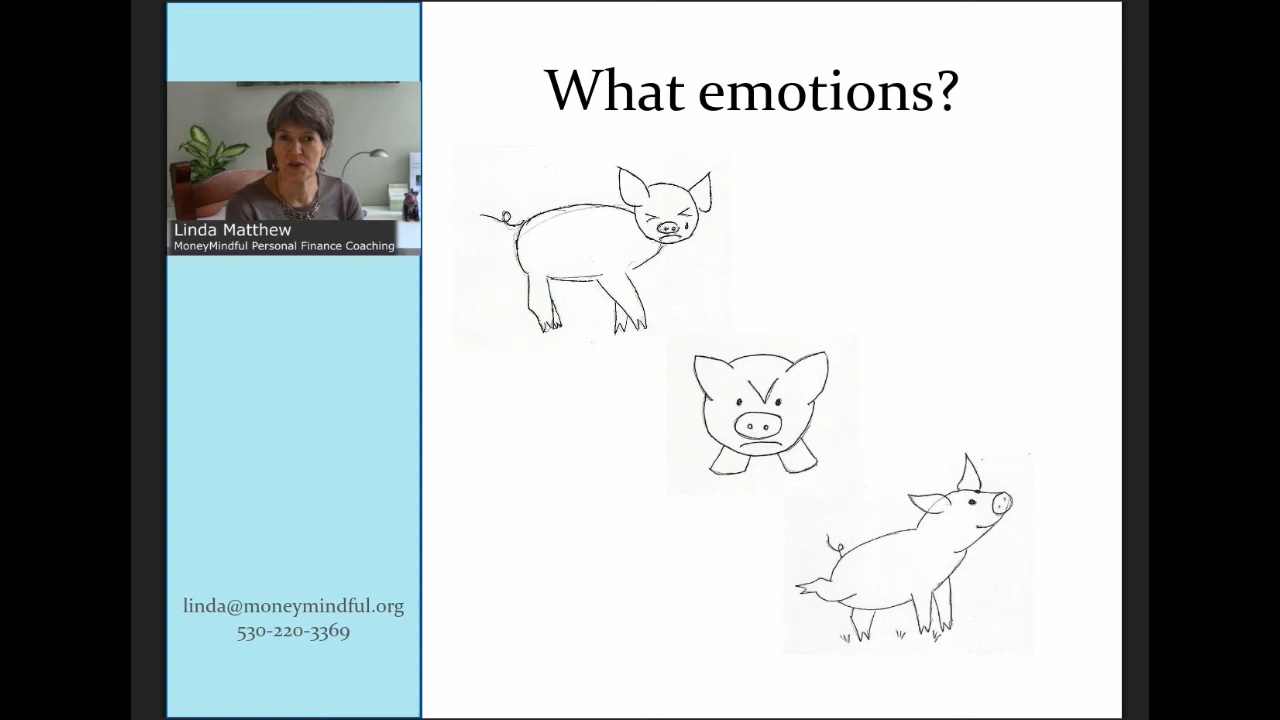 What emotions?
Linda Matthew
MoneyMindful Personal Finance Coaching
linda@moneymindful.org
530-220-3369